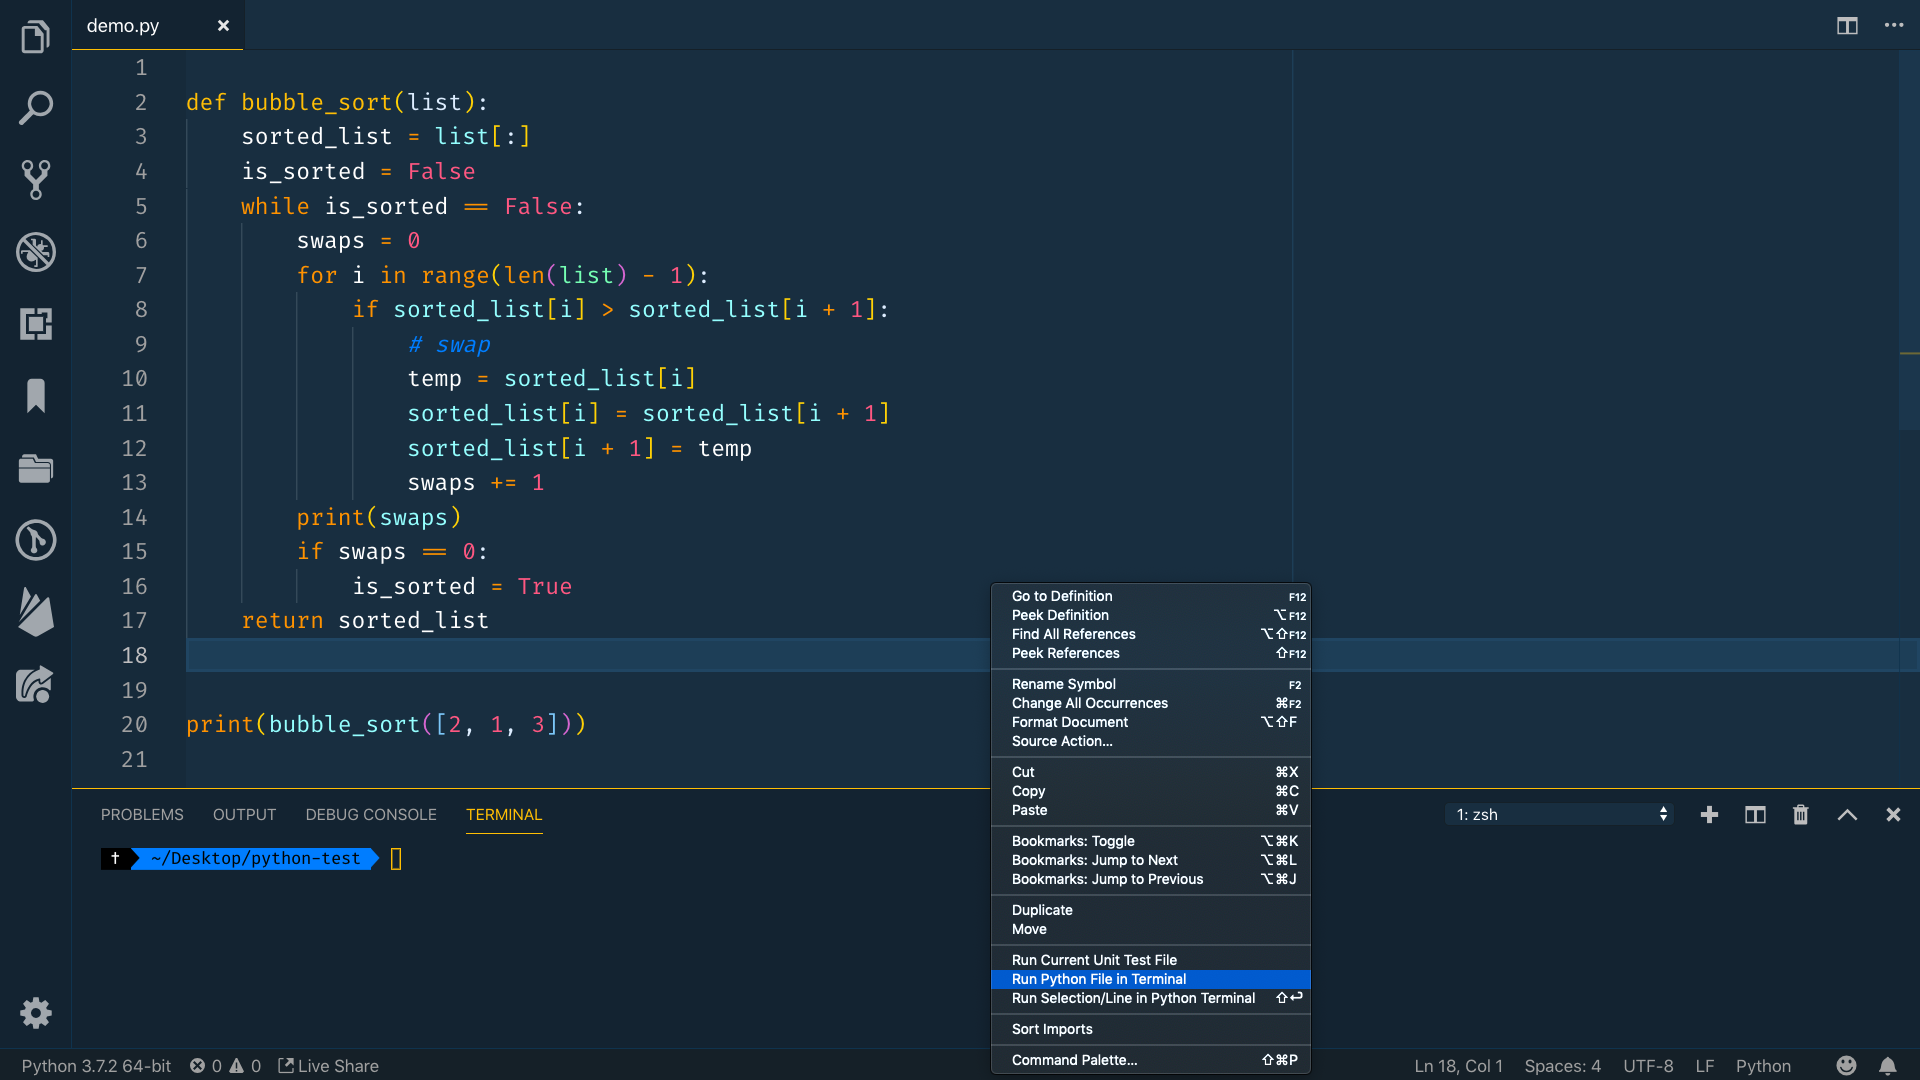 demo.py
1
2 def bubble_sort(list):
3 sorted_list = list[:]
4 is_sorted = False
5 while is_sorted == False:
6 swaps = 0
7 for i in range(len(list) - 1):
8 if sorted_list[i] > sorted_list[i + 1]:
9 # swap
10 temp = sorted_list[i]
11 sorted_list[i] = sorted_list[i + 1]
12 sorted_list[i + 1] = temp
13 swaps += 1
14 print(swaps)
15 if swaps == 0:
16 is_sorted = True
17 return sorted_list
18
19
20 print(bubble_sort([2, 1, 3]))
21
Go to Definition F12
Peek Definition ⌥F12
Find All References ⌥⇧F12
Peek References ⇧F12
Rename Symbol F2
Change All Occurrences ⌘F2
Format Document ⌥⇧F
Source Action...
Cut ⌘X
Copy ⌘C
Paste ⌘V
Bookmarks: Toggle ⌥⌘K
Bookmarks: Jump to Next ⌥⌘L
Bookmarks: Jump to Previous ⌥⌘J
Duplicate
Move
Run Current Unit Test File
Run Python File in Terminal
Run Selection/Line in Python Terminal ⇧↩
Sort Imports
Command Palette... ⇧⌘P
PROBLEMS OUTPUT DEBUG CONSOLE TERMINAL 1: zsh
† ~/Desktop/python-test
Python 3.7.2 64-bit 0 0 Live Share Ln 18, Col 1 Spaces: 4 UTF-8 LF Python